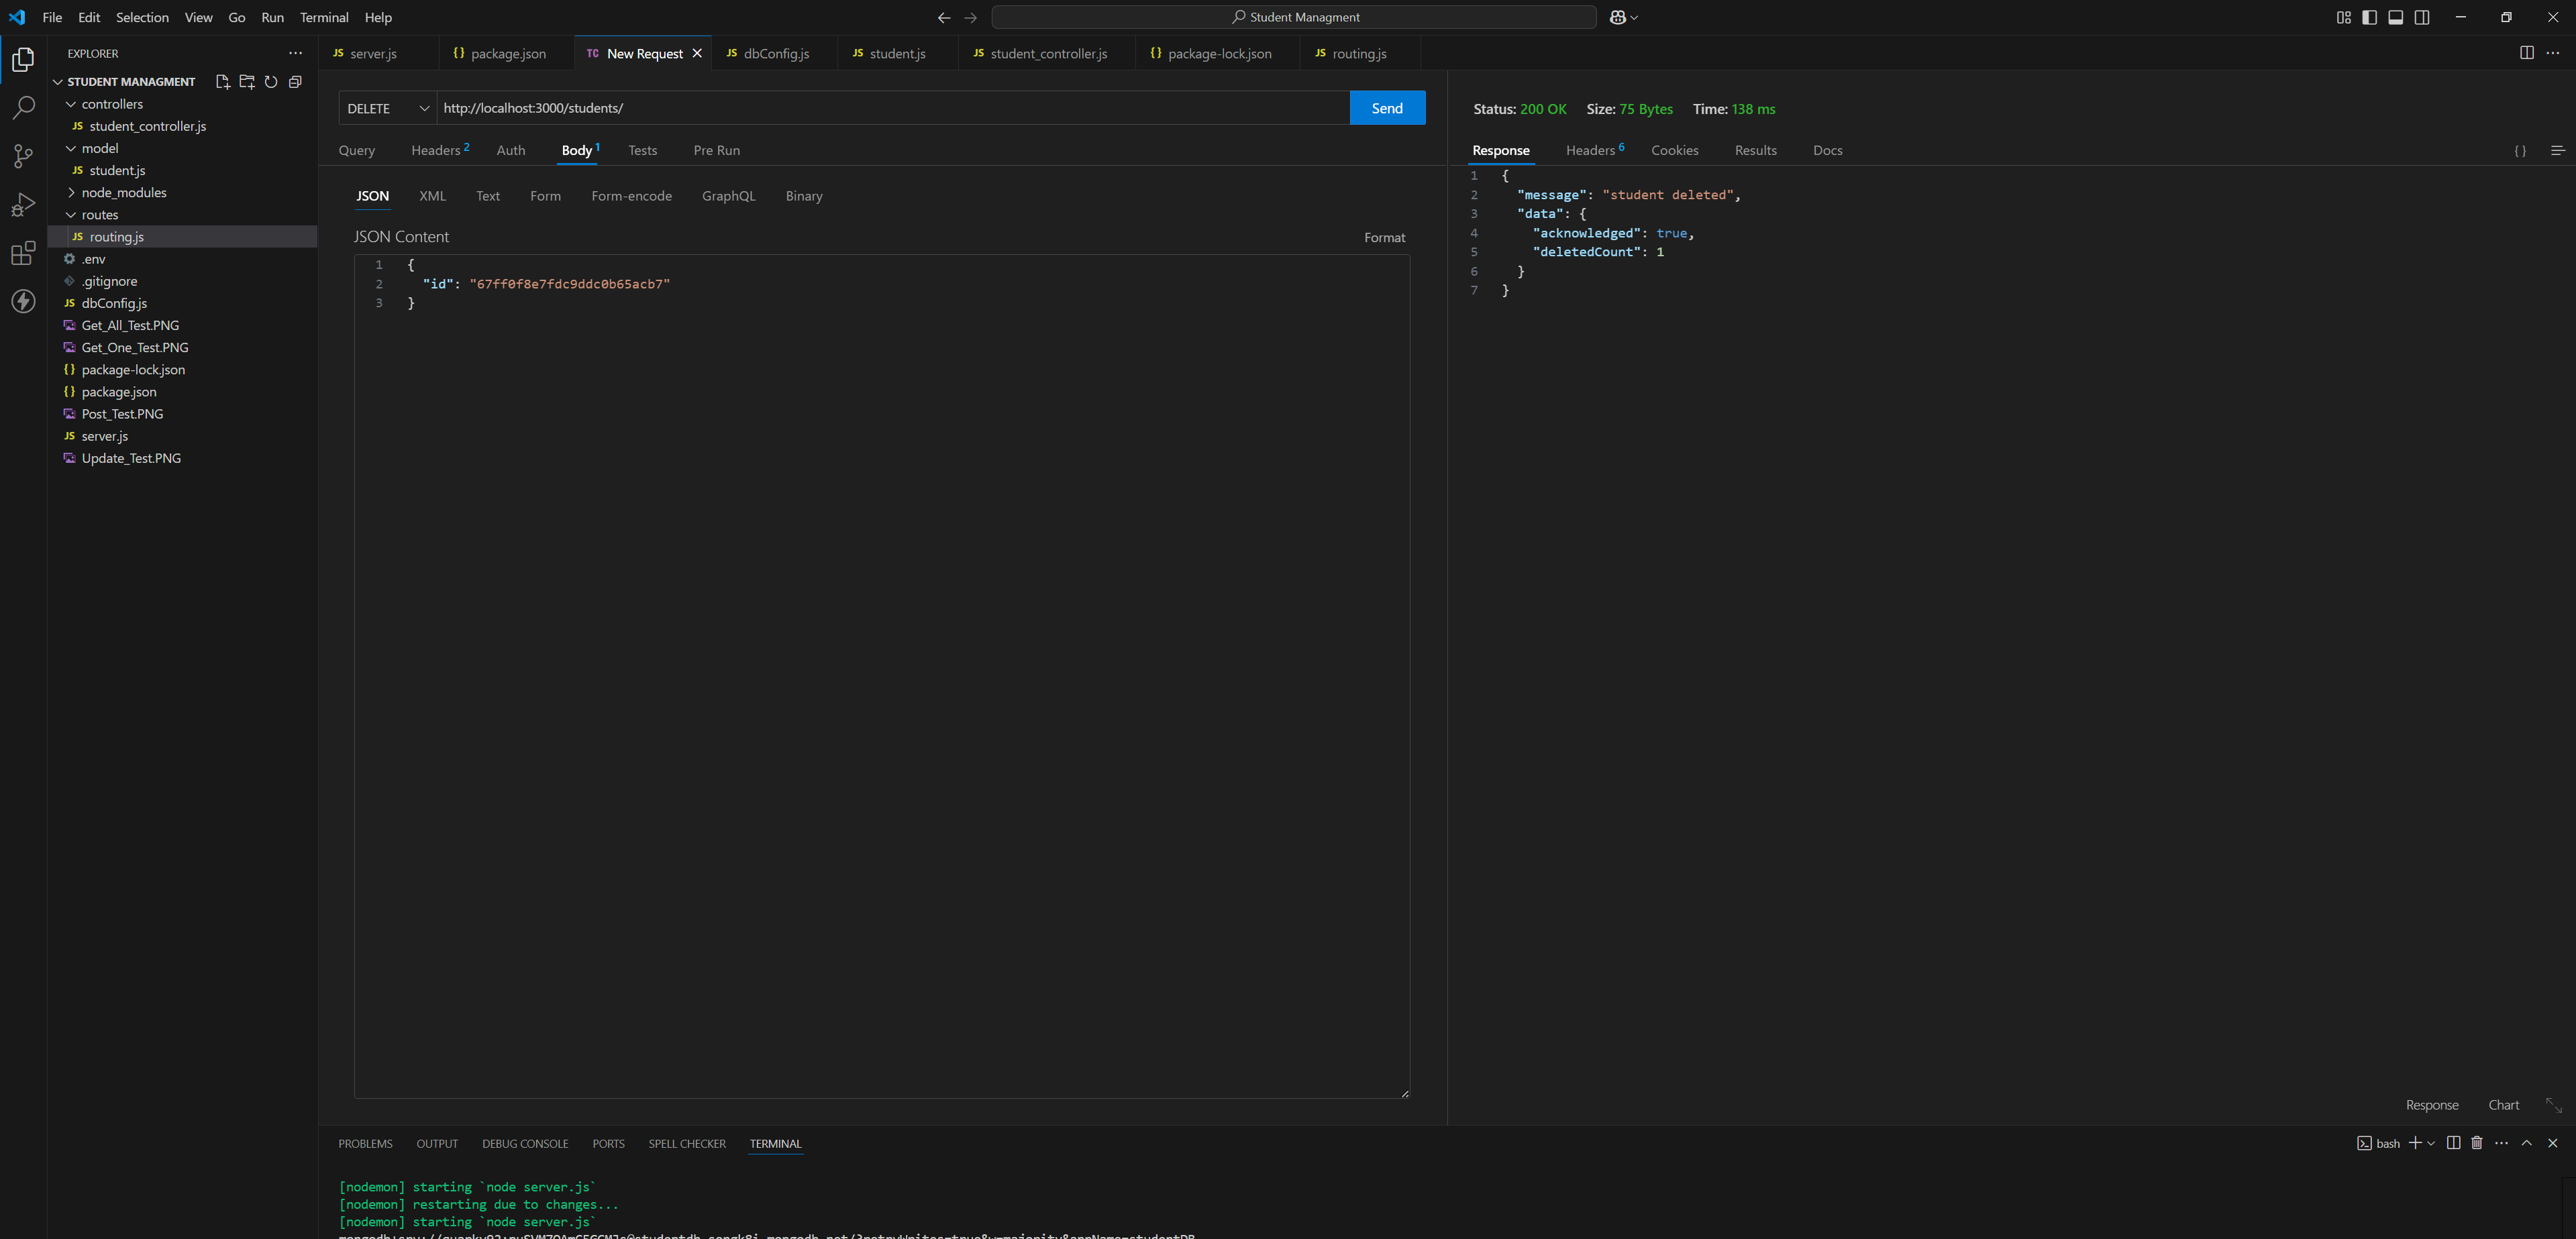 File Edit Selection View Go Run Terminal Help
Student Managment
EXPLORER
STUDENT MANAGMENT
controllers
JS student_controller.js
model
JS student.js
node_modules
routes
JS routing.js
.env
.gitignore
JS dbConfig.js
Get_All_Test.PNG
Get_One_Test.PNG
{} package-lock.json
{} package.json
Post_Test.PNG
JS server.js
Update_Test.PNG
JS server.js {} package.json TC New Request JS dbConfig.js JS student.js JS student_controller.js {} package-lock.json JS routing.js
DELETE http://localhost:3000/students/ Send
Query Headers 2 Auth Body 1 Tests Pre Run
JSON XML Text Form Form-encode GraphQL Binary
JSON Content Format
1 {
2 "id": "67ff0f8e7fdc9ddc0b65acb7"
3 }
Status: 200 OK Size: 75 Bytes Time: 138 ms
Response Headers 6 Cookies Results Docs {}
1 {
2 "message": "student deleted",
3 "data": {
4 "acknowledged": true,
5 "deletedCount": 1
6 }
7 }
Response Chart
PROBLEMS OUTPUT DEBUG CONSOLE PORTS SPELL CHECKER TERMINAL
bash
[nodemon] starting `node server.js`
[nodemon] restarting due to changes...
[nodemon] starting `node server.js`